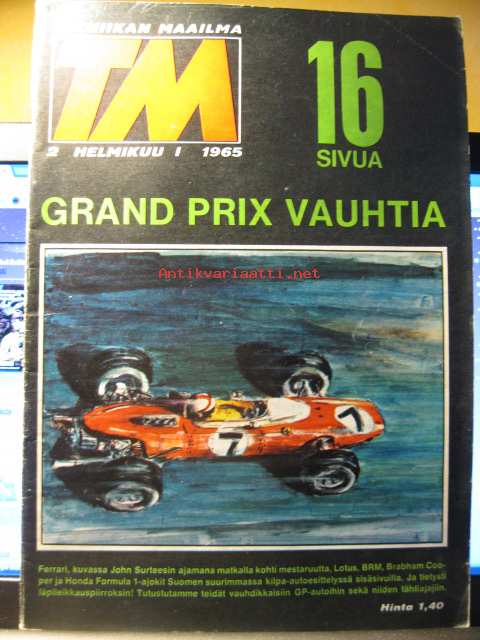 TEKNIIKAN MAAILMA
TM
2 HELMIKUU I 1965
16
SIVUA
GRAND PRIX VAUHTIA
Antikvariaatti.net
7
7
Ferrari, kuvassa John Surteesin ajamana matkalla kohti mestaruutta, Lotus, BRM, Brabham Coo-
per ja Honda Formula 1-ajokit Suomen suurimmassa kilpa-autoesittelyssä sisäsivuilla. Ja tietysti
läpileikkauspiirroksin! Tutustutamme teidät vauhdikkaisiin GP-autoihin sekä niiden tähtiajajiin.
Hinta 1,40